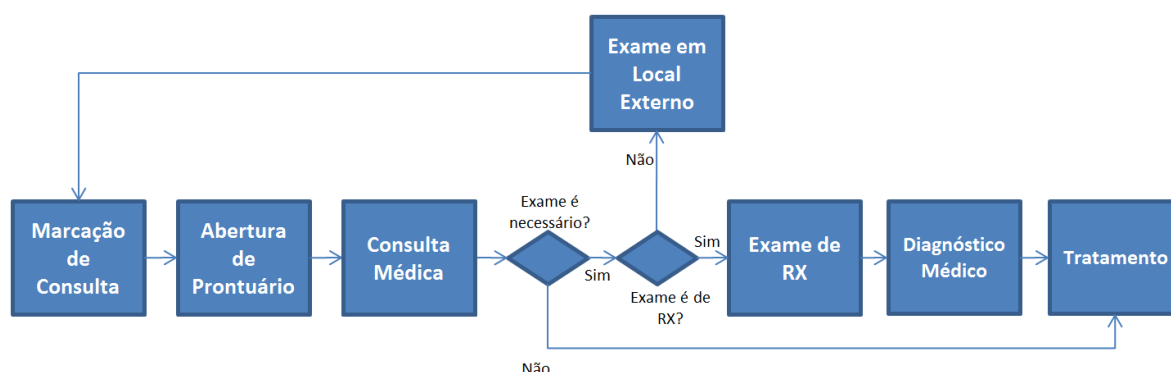 Exame em
Local
Externo
Não
Marcação
de
Consulta
Abertura
de
Prontuário
Consulta
Médica
Exame é
necessário?
Sim
Exame é de
RX?
Sim
Exame de
RX
Diagnóstico
Médico
Tratamento
Não